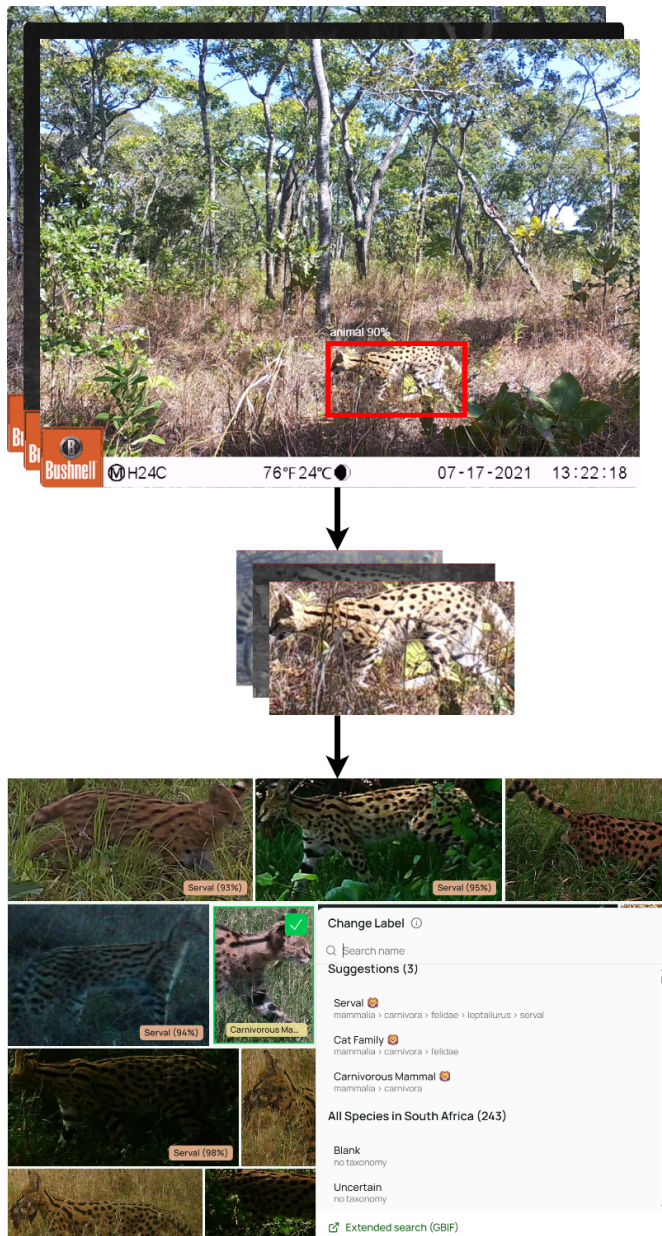 animal 90%
Bushnell
M H24C 76°F24°C 07-17-2021 13:22:18
Serval (93%)
Serval (95%)
Serval (94%)
Carnivorous Ma...
Change Label
Search name
Suggestions (3)
Serval
mammalia > carnivora > felidae > leptailurus > serval
Cat Family
mammalia > carnivora > felidae
Carnivorous Mammal
mammalia > carnivora
All Species in South Africa (243)
Blank
no taxonomy
Uncertain
no taxonomy
Extended search (GBIF)
Serval (98%)